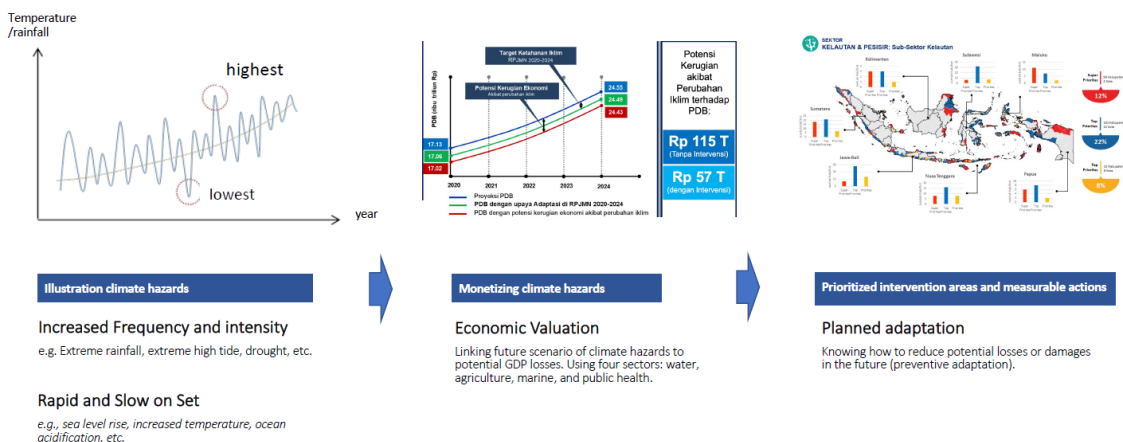 Temperature
/rainfall
highest
lowest
year
Target Ketahanan Iklim
RPJMN 2020-2024
Potensi Kerugian Ekonomi
Akibat perubahan iklim
PDB (ribu triliun Rp)
17.13
17.06
17.02
24.55
24.49
24.43
2020
2021
2022
2023
2024
Proyeksi PDB
PDB dengan upaya Adaptasi di RPJMN 2020-2024
PDB dengan potensi kerugian ekonomi akibat perubahan iklim
Potensi
Kerugian
akibat
Perubahan
Iklim terhadap
PDB:
Rp 115 T
(Tanpa Intervensi)
Rp 57 T
(dengan Intervensi)
SEKTOR
KELAUTAN & PESISIR: Sub-Sektor Kelautan
Kalimantan
Sulawesi
Maluku
Sumatera
Jawa-Bali
Nusa Tenggara
Papua
Super
Prioritas
12%
Top
Prioritas
22%
Prioritas
8%
Illustration climate hazards
Monetizing climate hazards
Prioritized intervention areas and measurable actions
Increased Frequency and intensity
e.g. Extreme rainfall, extreme high tide, drought, etc.
Rapid and Slow on Set
e.g., sea level rise, increased temperature, ocean
acidification. etc.
Economic Valuation
Linking future scenario of climate hazards to
potential GDP losses. Using four sectors: water,
agriculture, marine, and public health.
Planned adaptation
Knowing how to reduce potential losses or damages
in the future (preventive adaptation).